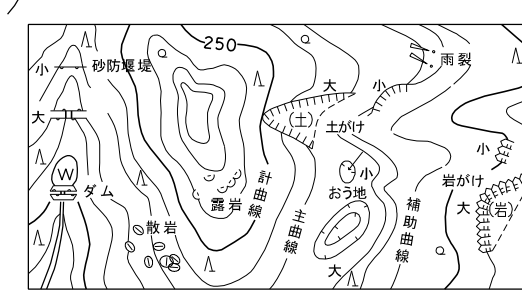 250
雨裂
小 砂防堰堤
大
小
大
(土)
土がけ
小
W
ダム
小
おう地
岩がけ
大
(岩)
露岩
計曲線
主曲線
補助曲線
散岩
大